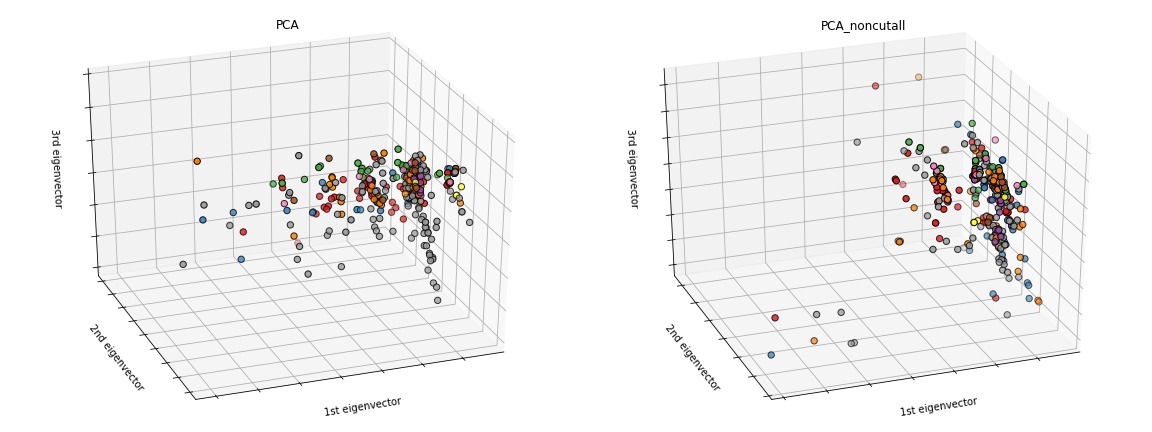 PCA
3rd eigenvector
2nd eigenvector
1st eigenvector
PCA_noncutall
3rd eigenvector
2nd eigenvector
1st eigenvector